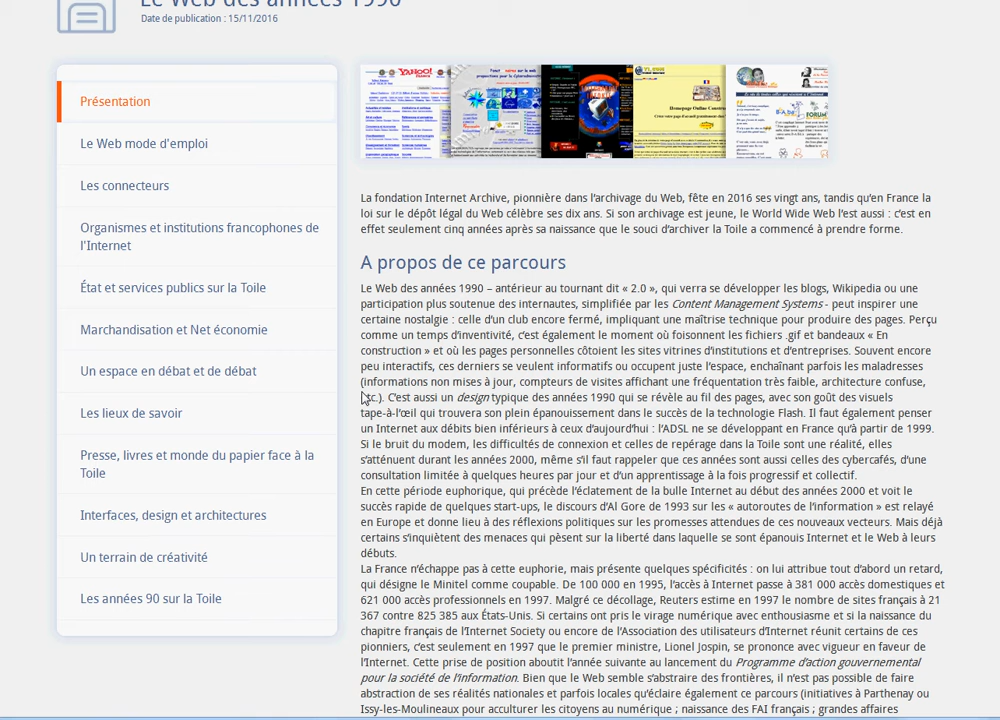 Le Web des années 1990
Date de publication : 15/11/2016
Présentation
Le Web mode d'emploi
Les connecteurs
Organismes et institutions francophones de
l'Internet
État et services publics sur la Toile
Marchandisation et Net économie
Un espace en débat et de débat
Les lieux de savoir
Presse, livres et monde du papier face à la
Toile
Interfaces, design et architectures
Un terrain de créativité
Les années 90 sur la Toile
YAHOO!
FRANCE
Homepage Online
FORUM
La fondation Internet Archive, pionnière dans l'archivage du Web, fête en 2016 ses vingt ans, tandis qu'en France la
loi sur le dépôt légal du Web célèbre ses dix ans. Si son archivage est jeune, le World Wide Web l'est aussi : c'est en
effet seulement cinq années après sa naissance que le souci d'archiver la Toile a commencé à prendre forme.
A propos de ce parcours
Le Web des années 1990 – antérieur au tournant dit « 2.0 », qui verra se développer les blogs, Wikipedia ou une
participation plus soutenue des internautes, simplifiée par les Content Management Systems - peut inspirer une
certaine nostalgie : celle d'un club encore fermé, impliquant une maîtrise technique pour produire des pages. Perçu
comme un temps d'inventivité, c'est également le moment où foisonnent les fichiers .gif et bandeaux « En
construction » et où les pages personnelles côtoient les sites vitrines d'institutions et d'entreprises. Souvent encore
peu interactifs, ces derniers se veulent informatifs ou occupent juste l'espace, enchaînant parfois les maladresses
(informations non mises à jour, compteurs de visites affichant une fréquentation très faible, architecture confuse,
etc.). C'est aussi un design typique des années 1990 qui se révèle au fil des pages, avec son goût des visuels
tape-à-l'œil qui trouvera son plein épanouissement dans le succès de la technologie Flash. Il faut également penser
un Internet aux débits bien inférieurs à ceux d'aujourd'hui : l'ADSL ne se développant en France qu'à partir de 1999.
Si le bruit du modem, les difficultés de connexion et celles de repérage dans la Toile sont une réalité, elles
s'atténuent durant les années 2000, même s'il faut rappeler que ces années sont aussi celles des cybercafés, d'une
consultation limitée à quelques heures par jour et d'un apprentissage à la fois progressif et collectif.
En cette période euphorique, qui précède l'éclatement de la bulle Internet au début des années 2000 et voit le
succès rapide de quelques start-ups, le discours d'Al Gore de 1993 sur les « autoroutes de l'information » est relayé
en Europe et donne lieu à des réflexions politiques sur les promesses attendues de ces nouveaux vecteurs. Mais déjà
certains s'inquiètent des menaces qui pèsent sur la liberté dans laquelle se sont épanouis Internet et le Web à leurs
débuts.
La France n'échappe pas à cette euphorie, mais présente quelques spécificités : on lui attribue tout d'abord un retard,
qui désigne le Minitel comme coupable. De 100 000 en 1995, l'accès à Internet passe à 381 000 accès domestiques et
621 000 accès professionnels en 1997. Malgré ce décollage, Reuters estime en 1997 le nombre de sites français à 21
367 contre 825 385 aux États-Unis. Si certains ont pris le virage numérique avec enthousiasme et si la naissance du
chapitre français de l'Internet Society ou encore de l'Association des utilisateurs d'Internet réunit certains de ces
pionniers, c'est seulement en 1997 que le premier ministre, Lionel Jospin, se prononce avec vigueur en faveur de
l'Internet. Cette prise de position aboutit l'année suivante au lancement du Programme d'action gouvernemental
pour la société de l'information. Bien que le Web semble s'abstraire des frontières, il n'est pas possible de faire
abstraction de ses réalités nationales et parfois locales qu'éclaire également ce parcours (initiatives à Parthenay ou
Issy-les-Moulineaux pour acculturer les citoyens au numérique ; naissance des FAI français ; grandes affaires